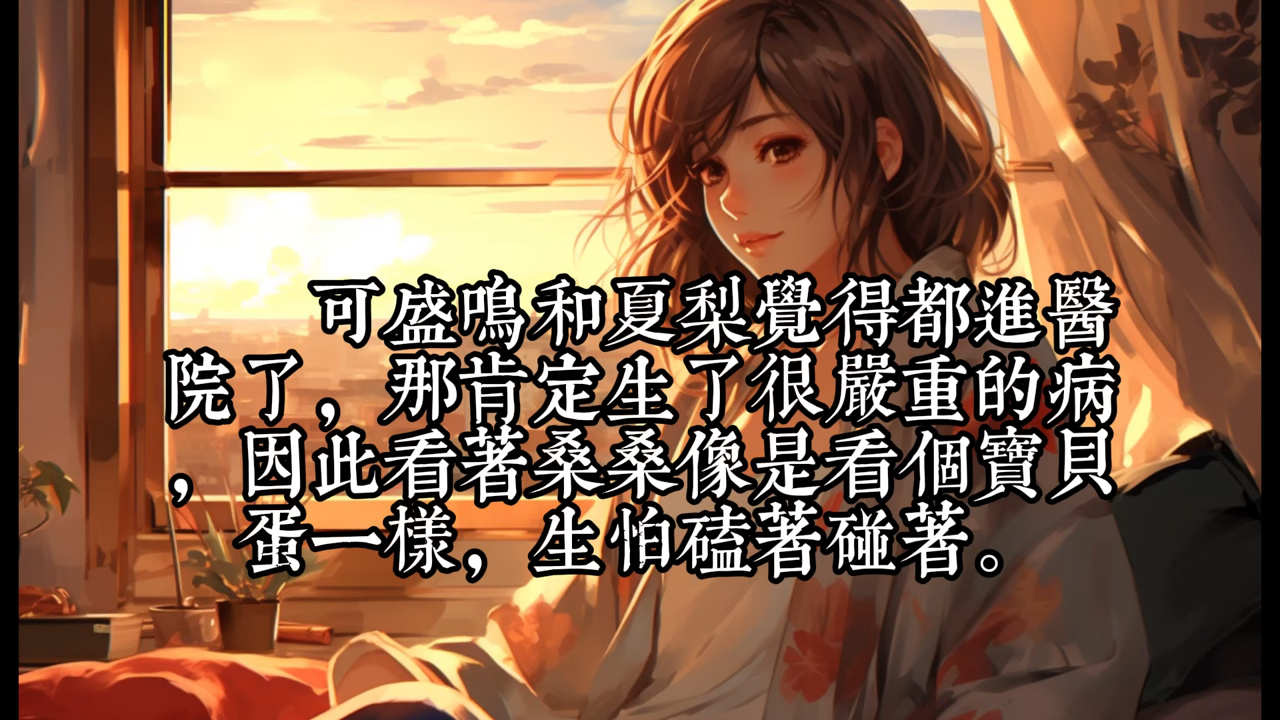 可盛鳴和夏梨覺得都進醫
院了，那肯定生了很嚴重的病
，因此看著桑桑像是看個寶貝
蛋一樣，生怕磕著碰著。